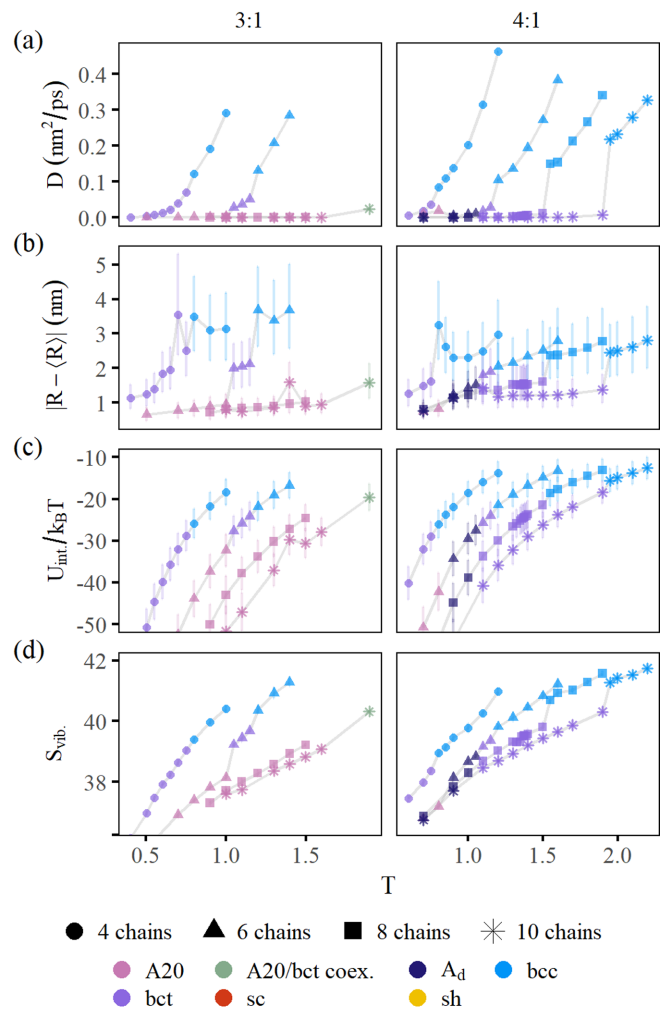 3:1
4:1
(a)
D (nm²/ps)
0.4
0.3
0.2
0.1
0.0
(b)
|R − ⟨R⟩| (nm)
5
4
3
2
1
(c)
U_int./k_BT
-10
-20
-30
-40
-50
(d)
S_vib.
42
40
38
0.5
1.0
1.5
1.0
1.5
2.0
T
4 chains
6 chains
8 chains
10 chains
A20
A20/bct coex.
A_d
bcc
bct
sc
sh